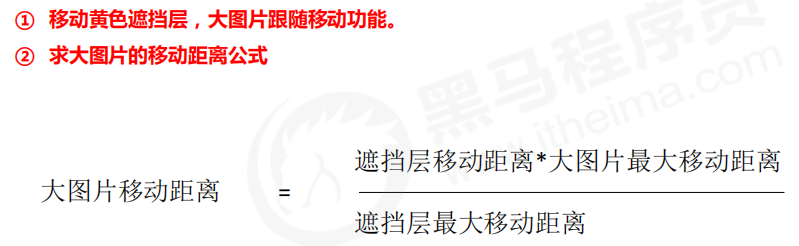 ① 移动黄色遮挡层，大图片跟随移动功能。
② 求大图片的移动距离公式
黑马程序员
www.itheima.com
遮挡层移动距离*大图片最大移动距离
大图片移动距离 =
遮挡层最大移动距离